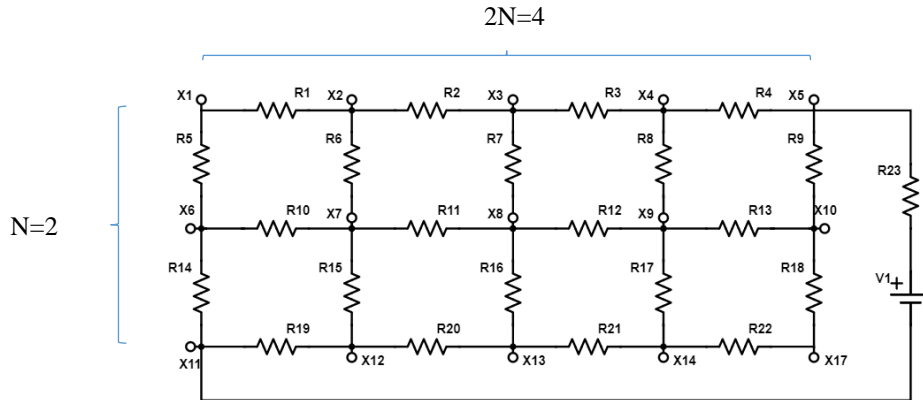 2N=4
X1 R1 X2 R2 X3 R3 X4 R4 X5
R5 R6 R7 R8 R9
R23
N=2
X6 R10 X7 R11 X8 R12 X9 R13 X10
R14 R15 R16 R17 R18
V1 +
R19 R20 R21 R22
X11 X12 X13 X14 X17